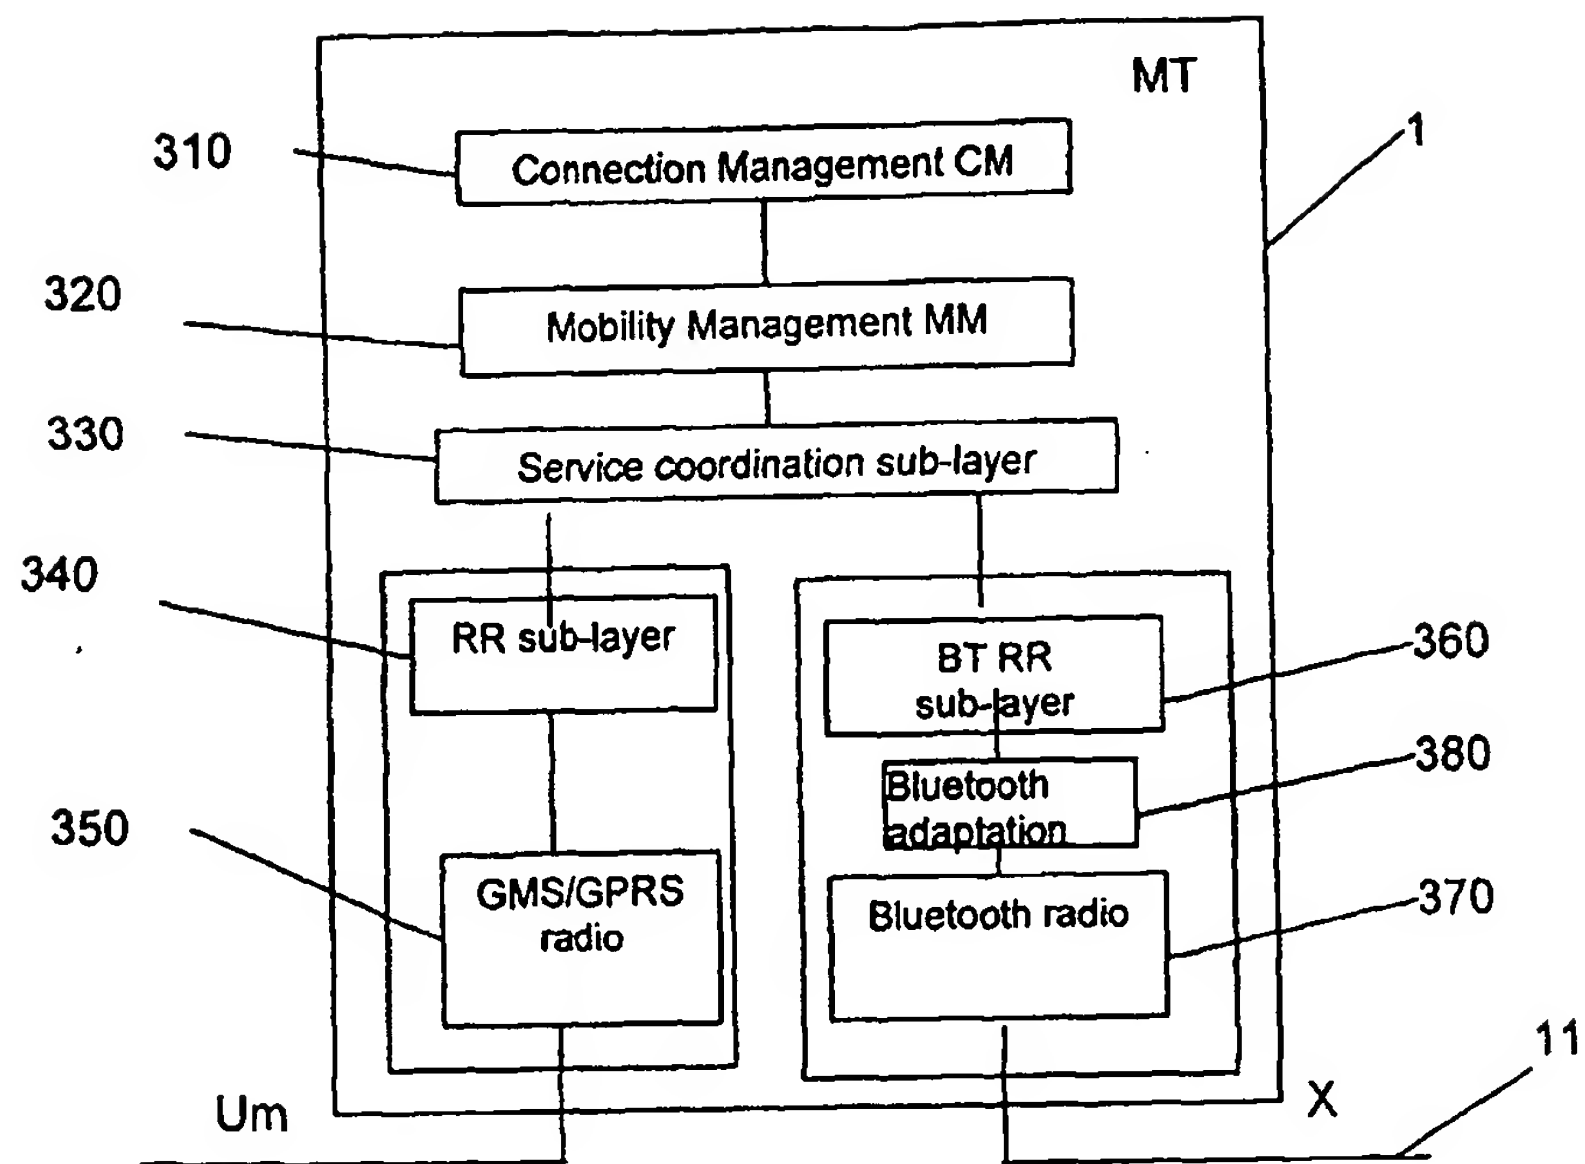 MT
1
310
Connection Management CM
320
Mobility Management MM
330
Service coordination sub-layer
340
RR sub-layer
BT RR
sub-layer
360
380
Bluetooth
adaptation
350
GMS/GPRS
radio
Bluetooth radio
370
11
Um
X